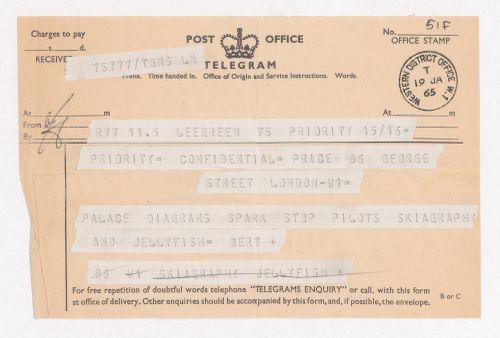 Charges to pay
s. d.
RECEIVED
POST OFFICE
TELEGRAM
No. 51F
OFFICE STAMP
TS777/TGMS LN
Prefix. Time handed in. Office of Origin and Service Instructions. Words.
WESTERN DISTRICT OFFICE W.1
T
19 JA
65
At m
From
By
At m
R77 11.5 LEEGREEN TS PRIORITY 15/16=
PRIORITY= CONFIDENTIAL= PRICE 86 GEORGE
STREET LONDON-W1=
PALACE DIAGRAMS SPARK STOP PILOTS SKIAGRAPHY
AND JELLYFISH= BERT +
86 W1 SKIAGRAPHY JELLYFISH +
For free repetition of doubtful words telephone "TELEGRAMS ENQUIRY" or call, with this form
at office of delivery. Other enquiries should be accompanied by this form, and, if possible, the envelope.
B or C